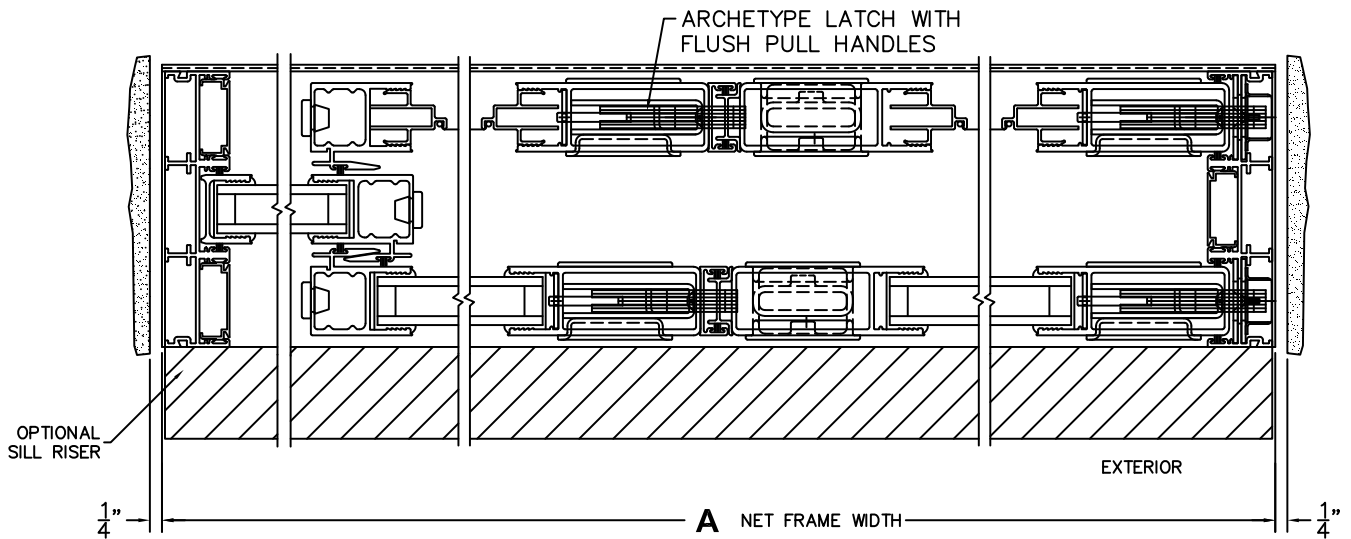 ARCHETYPE LATCH WITH
FLUSH PULL HANDLES
OPTIONAL
SILL RISER
EXTERIOR
1/4"
A NET FRAME WIDTH
1/4"